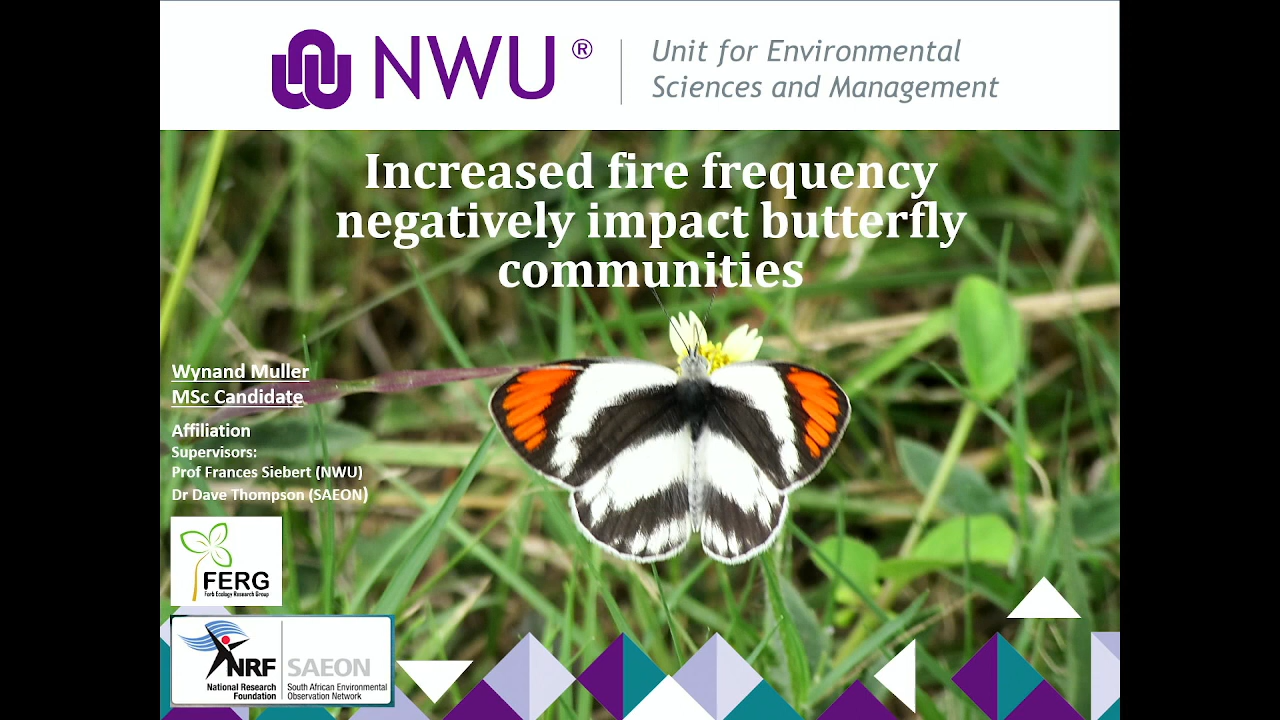 NWU®
Unit for Environmental
Sciences and Management
Increased fire frequency
negatively impact butterfly
communities
Wynand Muller
MSc Candidate
Affiliation
Supervisors:
Prof Frances Siebert (NWU)
Dr Dave Thompson (SAEON)
FERG
Forb Ecology Research Group
NRF
National Research
Foundation
SAEON
South African Environmental
Observation Network